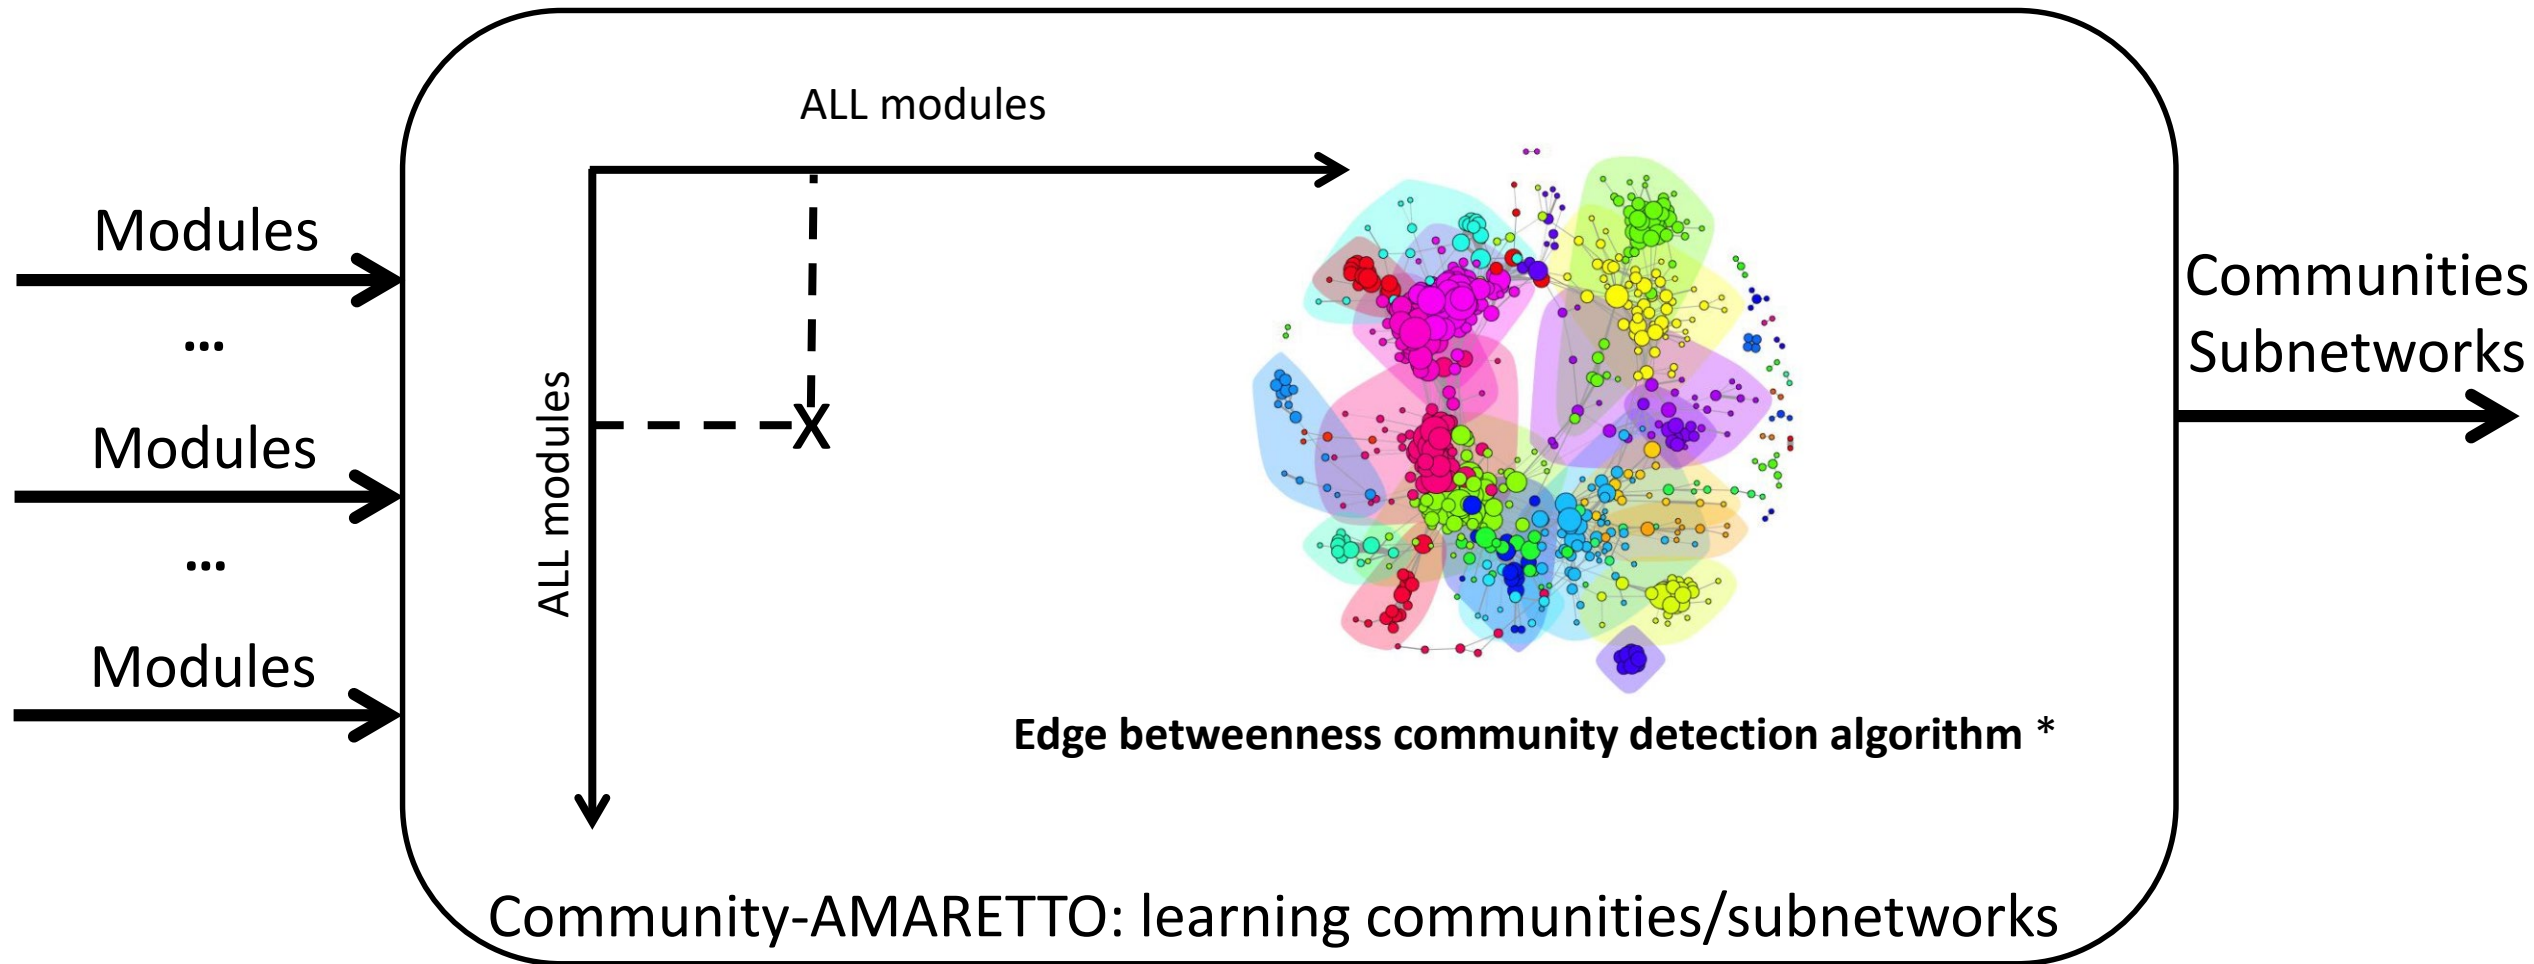 ALL modules
Modules
...
Modules
...
Modules
ALL modules
X
Communities
Subnetworks
Edge betweenness community detection algorithm *
Community-AMARETTO: learning communities/subnetworks